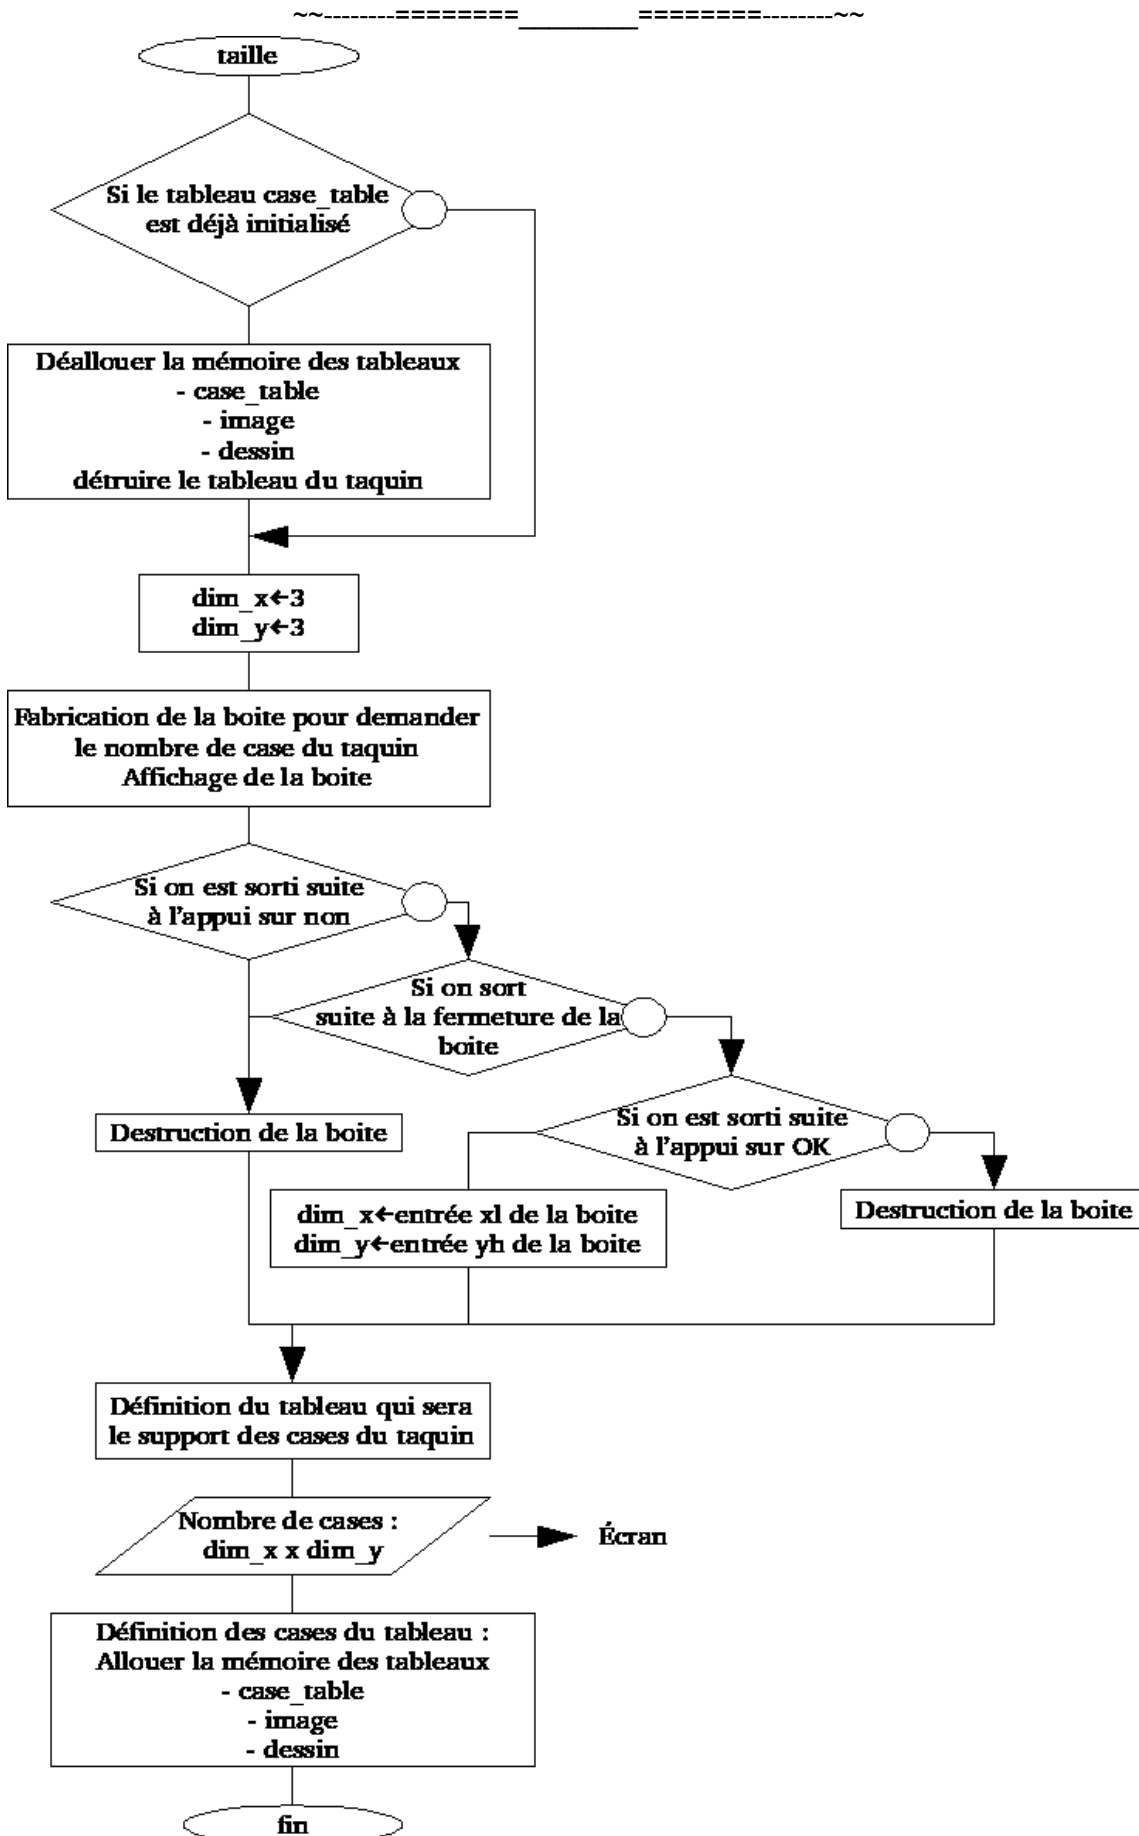 ~~--------========________========--------~~
taille
Si le tableau case_table
est déjà initialisé
Déallouer la mémoire des tableaux
- case_table
- image
- dessin
détruire le tableau du taquin
dim_x←3
dim_y←3
Fabrication de la boite pour demander
le nombre de case du taquin
Affichage de la boite
Si on est sorti suite
à l'appui sur non
Si on sort
suite à la fermeture de la
boite
Si on est sorti suite
à l'appui sur OK
Destruction de la boite
dim_x←entrée xl de la boite
dim_y←entrée yh de la boite
Destruction de la boite
Définition du tableau qui sera
le support des cases du taquin
Nombre de cases :
dim_x x dim_y
Écran
Définition des cases du tableau :
Allouer la mémoire des tableaux
- case_table
- image
- dessin
fin